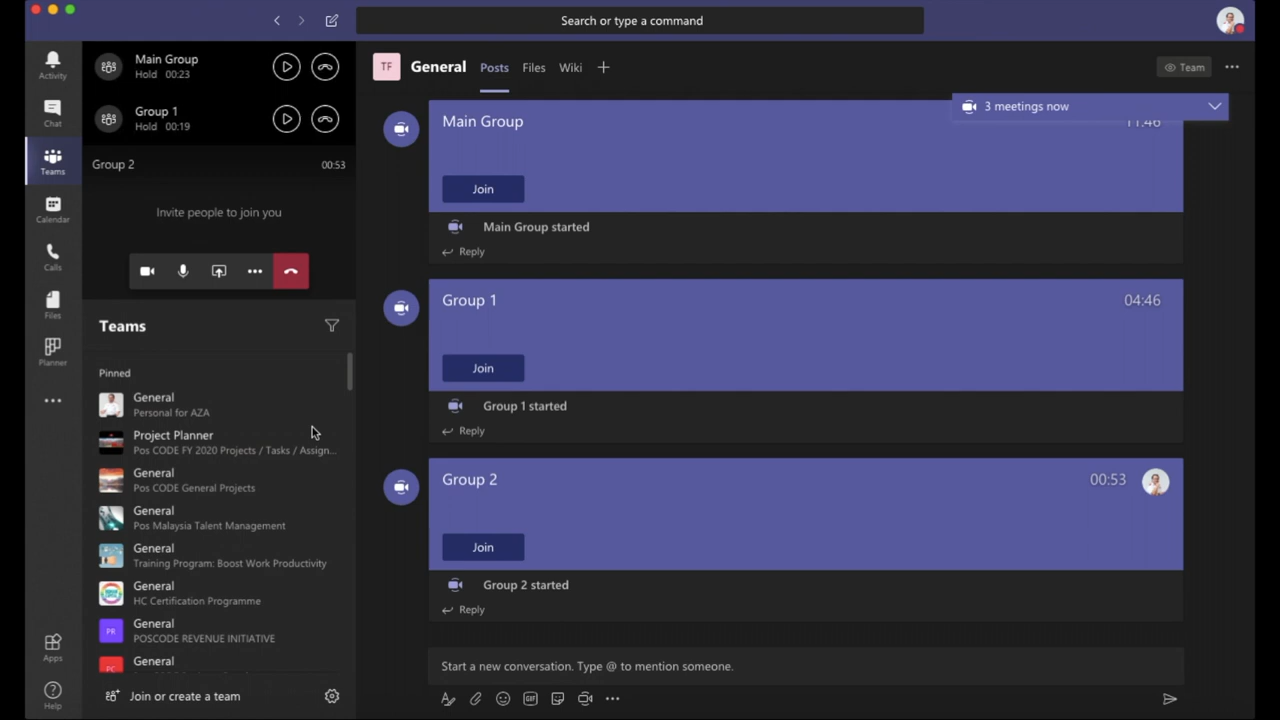 Search or type a command
Activity
Chat
Teams
Calendar
Calls
Files
Planner
Apps
Help
Main Group
Hold 00:23
Group 1
Hold 00:19
Group 2 00:53
Invite people to join you
Teams
Pinned
General
Personal for AZA
Project Planner
Pos CODE FY 2020 Projects / Tasks / Assign...
General
Pos CODE General Projects
General
Pos Malaysia Talent Management
General
Training Program: Boost Work Productivity
General
HC Certification Programme
PR
General
POSCODE REVENUE INITIATIVE
PC
General
Join or create a team
TF General Posts Files Wiki
Team
3 meetings now
Main Group 11:46
Join
Main Group started
Reply
Group 1 04:46
Join
Group 1 started
Reply
Group 2 00:53
Join
Group 2 started
Reply
Start a new conversation. Type @ to mention someone.
GIF